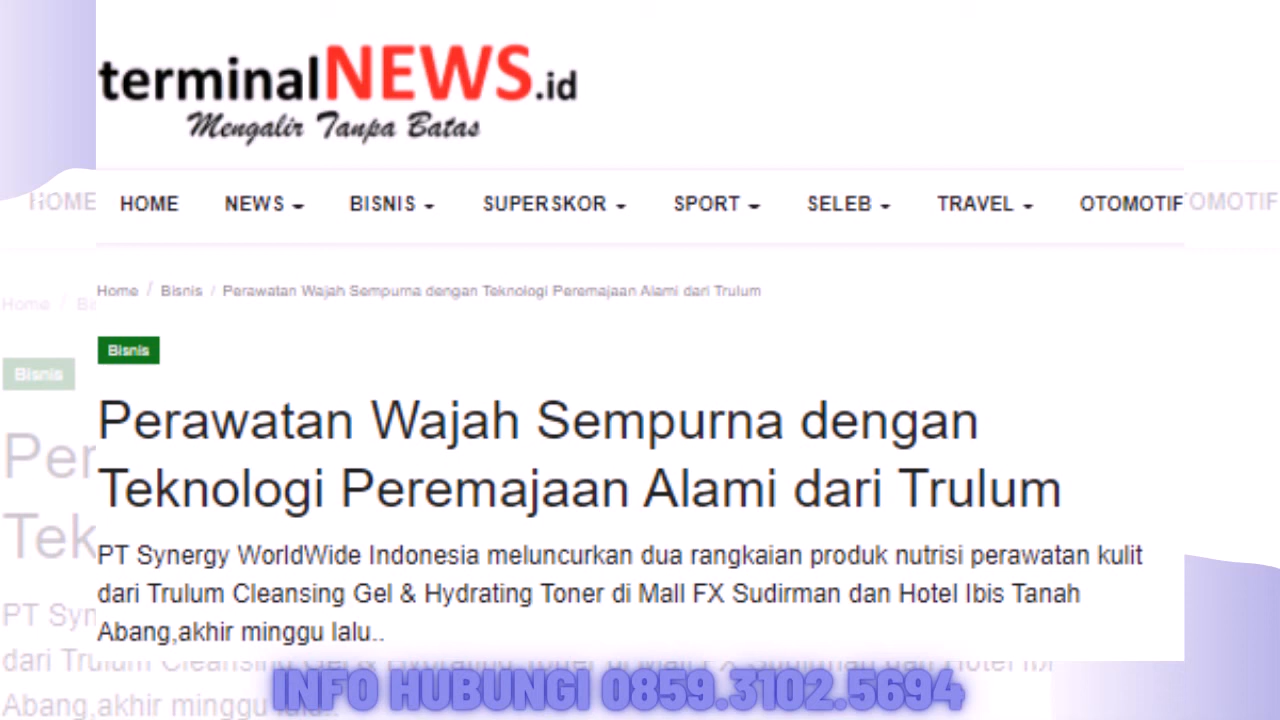 terminalNEWS.id
Mengalir Tanpa Batas
HOME NEWS BISNIS SUPERSKOR SPORT SELEB TRAVEL OTOMOTIF
Home / Bisnis / Perawatan Wajah Sempurna dengan Teknologi Peremajaan Alami dari Trulum
Bisnis
Perawatan Wajah Sempurna dengan
Teknologi Peremajaan Alami dari Trulum
PT Synergy WorldWide Indonesia meluncurkan dua rangkaian produk nutrisi perawatan kulit
dari Trulum Cleansing Gel & Hydrating Toner di Mall FX Sudirman dan Hotel Ibis Tanah
Abang,akhir minggu lalu..
INFO HUBUNGI 0859.3102.5694